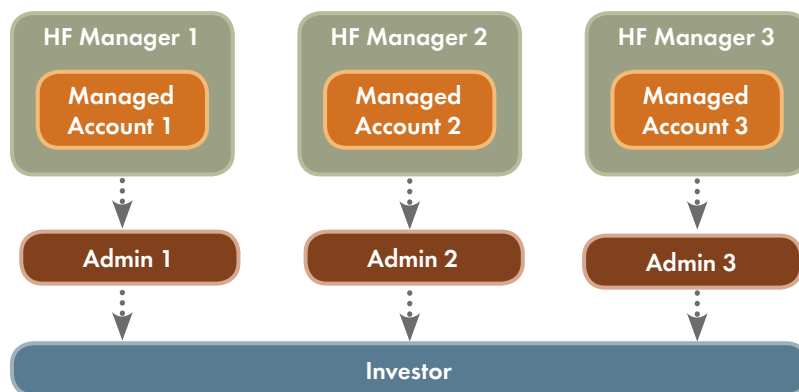 HF Manager 1
Managed
Account 1
HF Manager 2
Managed
Account 2
HF Manager 3
Managed
Account 3
Admin 1
Admin 2
Admin 3
Investor